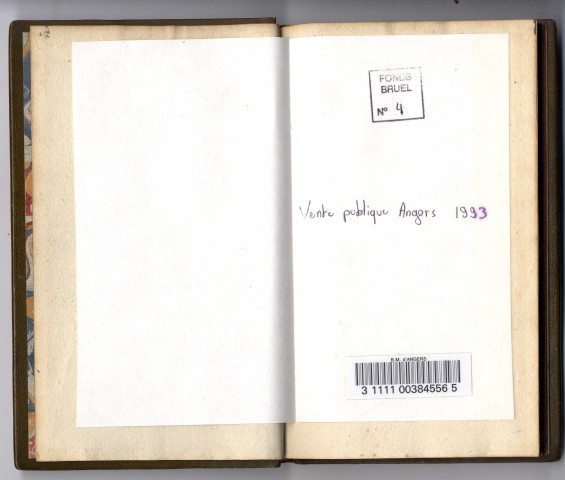 FONDS
BRUEL
N° 4
Vente publique Angers 1993
B.M. d'ANGERS
3 1111 00384556 5